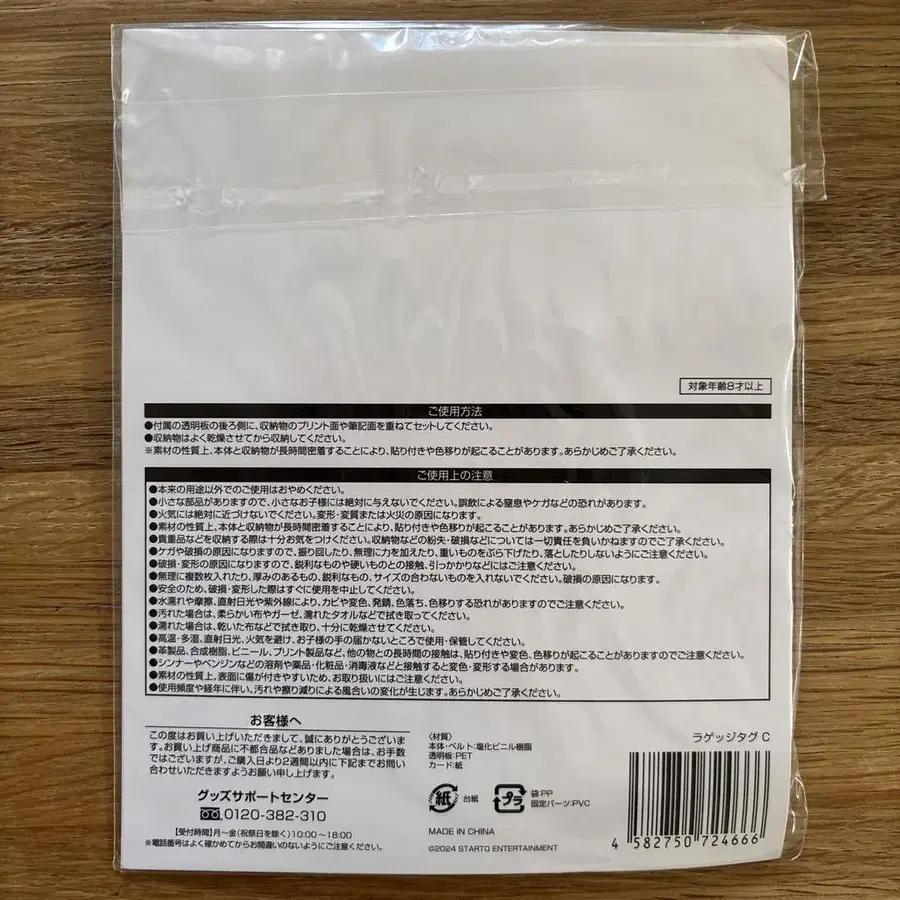 対象年齢8才以上
ご使用方法
●付属の透明板の後ろ側に、収納物のプリント面や筆記面を重ねてセットしてください。
●収納物はよく乾燥させてから収納してください。
※素材の性質上、本体と収納物が長時間密着することにより、貼り付きや色移りが起こることがあります。あらかじめご了承ください。
ご使用上の注意
●本来の用途以外でのご使用はおやめください。
●小さな部品がありますので、小さなお子様には絶対に与えないでください。誤飲による窒息やケガなどの恐れがあります。
●火気には絶対に近づけないでください。変形・変質または火災の原因になります。
●素材の性質上、本体と収納物が長時間密着することにより、貼り付きや色移りが起こることがあります。あらかじめご了承ください。
●貴重品などを収納する際は十分お気をつけください。収納物などの紛失・破損などについては一切責任を負いかねますのでご了承ください。
●ケガや破損の原因になりますので、振り回したり、無理に力を加えたり、重いものをぶら下げたり、落としたりしないようにご注意ください。
●破損・変形の原因になりますので、鋭利なものや硬いものとの接触、引っかかりなどにはご注意ください。
●無理に複数枚入れたり、厚みのあるもの、鋭利なもの、サイズの合わないものを入れないでください。破損の原因になります。
●安全のため、破損・変形した際はすぐに使用を中止してください。
●水濡れや摩擦、直射日光や紫外線により、カビや変色、発錆、色落ち、色移りする恐れがありますのでご注意ください。
●汚れた場合は、柔らかい布やガーゼ、濡れたタオルなどで拭き取ってください。
●濡れた場合は、乾いた布などで拭き取り、十分に乾燥させてください。
●高温・多湿、直射日光、火気を避け、お子様の手の届かないところで使用・保管してください。
●革製品、合成樹脂、ビニール、プリント製品など、他の物との長時間の接触は、貼り付きや変色、色移りが起こることがありますのでご注意ください。
●シンナーやベンジンなどの溶剤や薬品・化粧品・消毒液などと接触すると変色・変形する場合があります。
●素材の性質上、表面に傷が付きやすいため、お取り扱いにはご注意ください。
●使用頻度や経年に伴い、汚れや擦り減りによる風合いの変化が生じます。あらかじめご了承ください。
お客様へ
この度はお買い上げいただきまして、誠にありがとうございます。お買い上げ商品に不都合品などありました場合は、お手数ではございますが、ご購入日より2週間以内に下記までお問い合わせいただきますようお願い申し上げます。
グッズサポートセンター
0120-382-310
【受付時間】月〜金(祝祭日を除く)10:00〜18:00
※電話番号はよく確かめてからお間違いのないようにご注意ください。
〈材質〉
本体・ベルト:塩化ビニル樹脂
透明板:PET
カード:紙
紙 台紙
プラ 袋:PP
固定パーツ:PVC
MADE IN CHINA
©2024 STARTO ENTERTAINMENT
ラゲッジタグ C
4 582750 724666